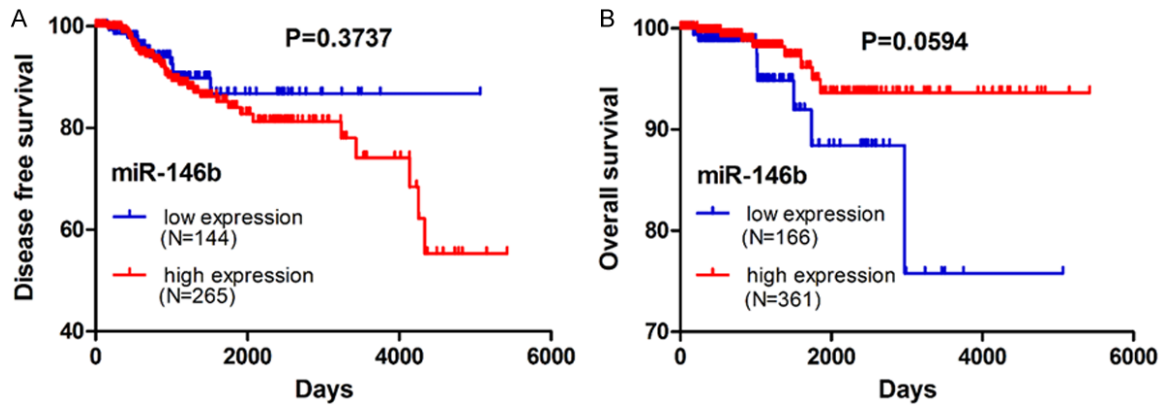 A
P=0.3737
Disease free survival
100
80
60
40
miR-146b
low expression
(N=144)
high expression
(N=265)
0
2000
4000
6000
Days
B
P=0.0594
Overall survival
100
90
80
70
miR-146b
low expression
(N=166)
high expression
(N=361)
0
2000
4000
6000
Days